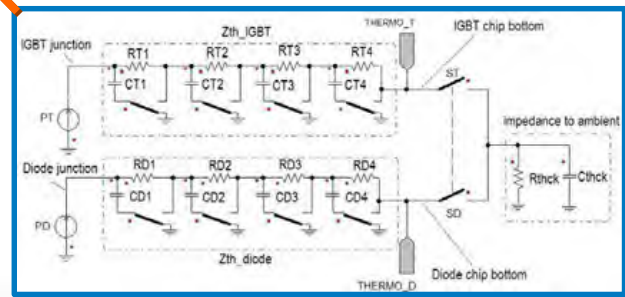 THERMO_T
IGBT chip bottom
Zth_IGBT
IGBT junction
RT1 RT2 RT3 RT4
ST
CT1 CT2 CT3 CT4
PT
impedance to ambient
Diode junction
RD1 RD2 RD3 RD4
Rthck Cthck
CD1 CD2 CD3 CD4
SD
PD
Zth_diode
Diode chip bottom
THERMO_D